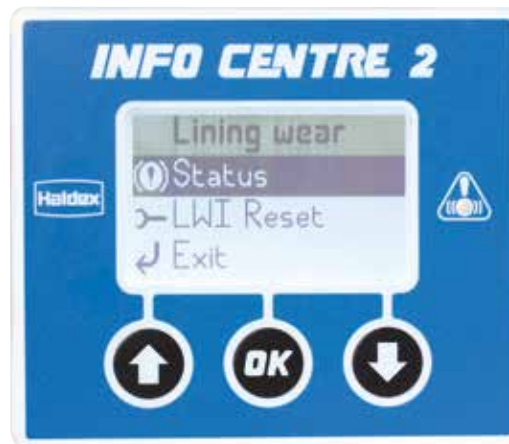 INFO CENTRE 2
Lining wear
Status
Haldex
LWI Reset
Exit
OK